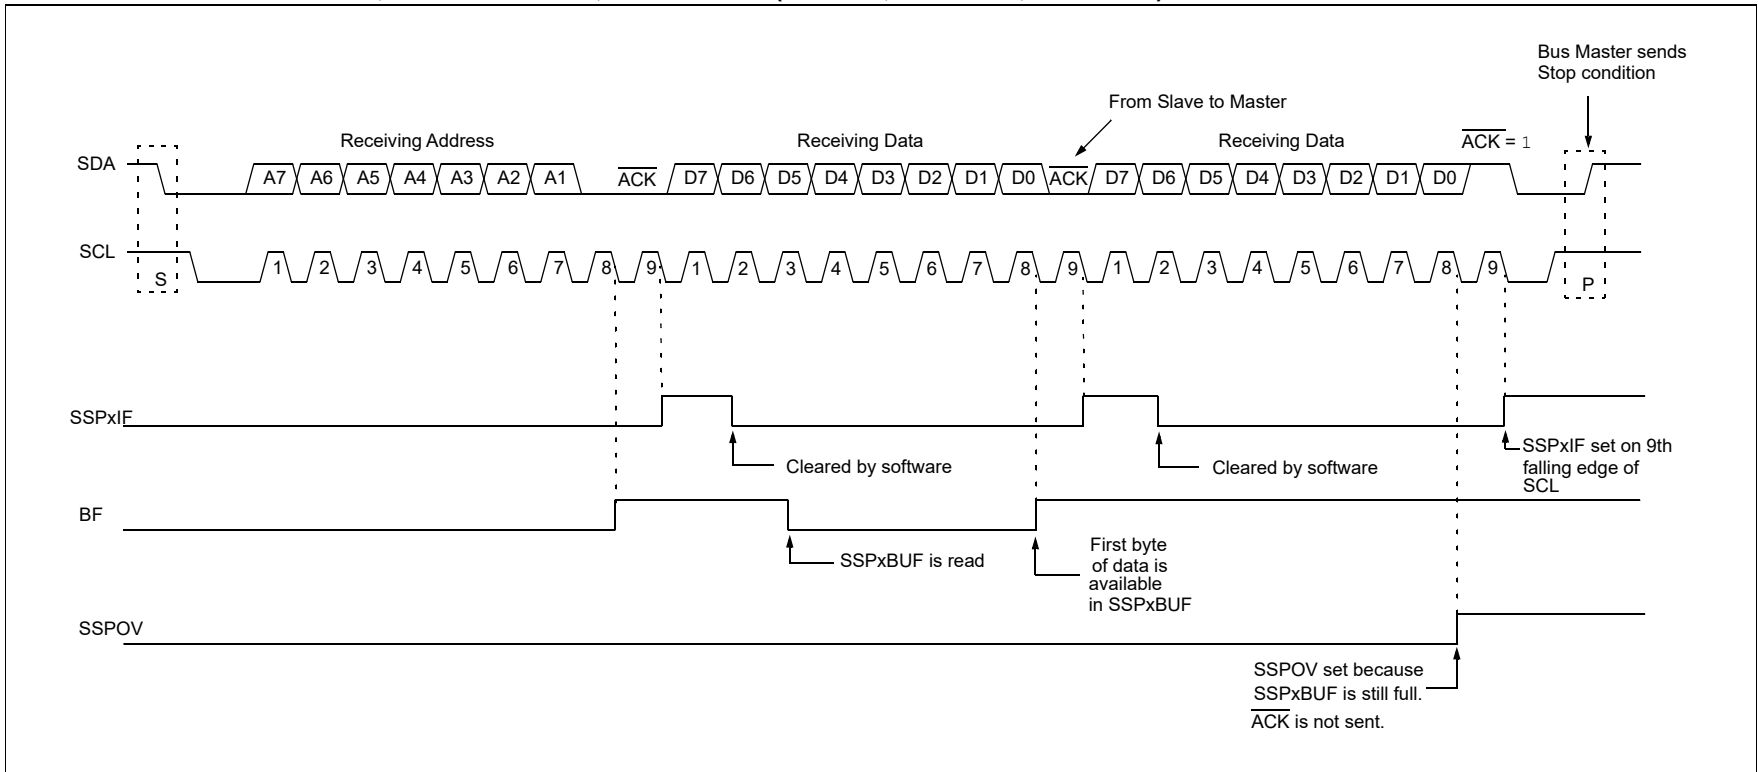 Bus Master sends
Stop condition
From Slave to Master
Receiving Address
Receiving Data
Receiving Data
ACK = 1
SDA
A7 A6 A5 A4 A3 A2 A1 ACK D7 D6 D5 D4 D3 D2 D1 D0 ACK D7 D6 D5 D4 D3 D2 D1 D0
SCL
S 1 2 3 4 5 6 7 8 9 1 2 3 4 5 6 7 8 9 1 2 3 4 5 6 7 8 9 P
SSPxIF
Cleared by software
Cleared by software
SSPxIF set on 9th
falling edge of
SCL
BF
SSPxBUF is read
First byte
of data is
available
in SSPxBUF
SSPOV
SSPOV set because
SSPxBUF is still full.
ACK is not sent.